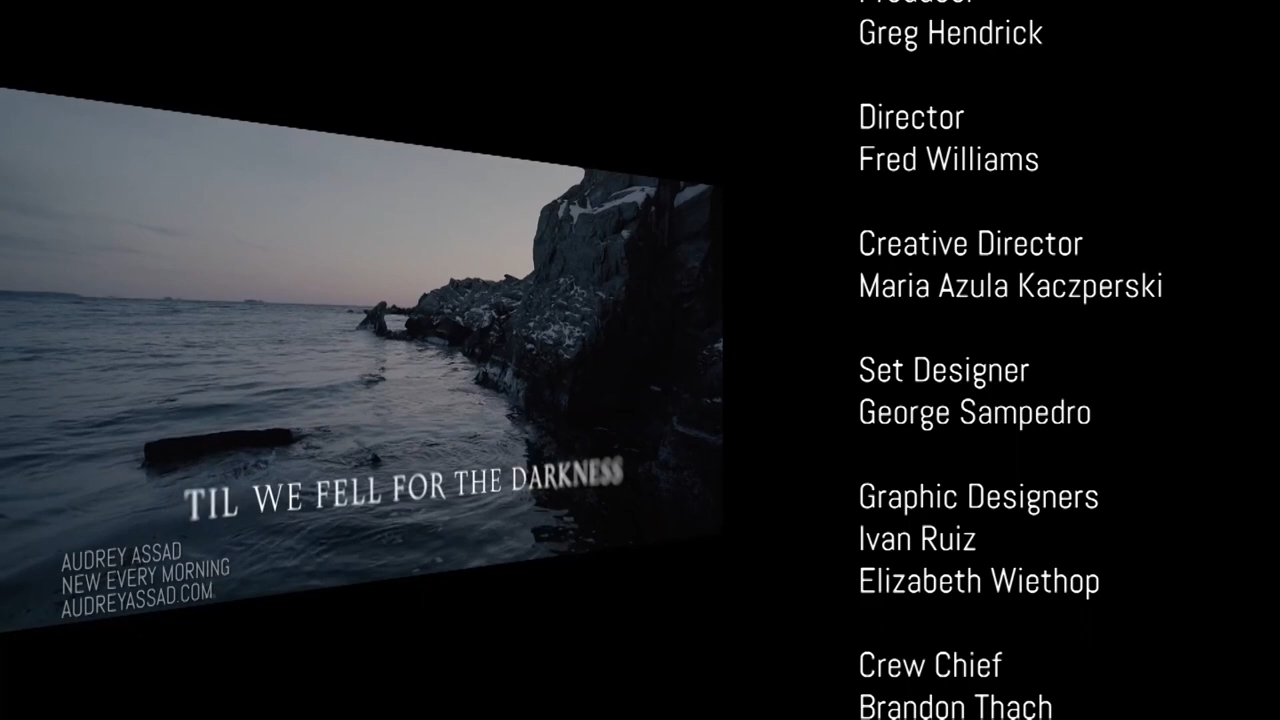 TIL WE FELL FOR THE DARKNESS
AUDREY ASSAD
NEW EVERY MORNING
AUDREYASSAD.COM
Producer
Greg Hendrick
Director
Fred Williams
Creative Director
Maria Azula Kaczperski
Set Designer
George Sampedro
Graphic Designers
Ivan Ruiz
Elizabeth Wiethop
Crew Chief
Brandon Thach